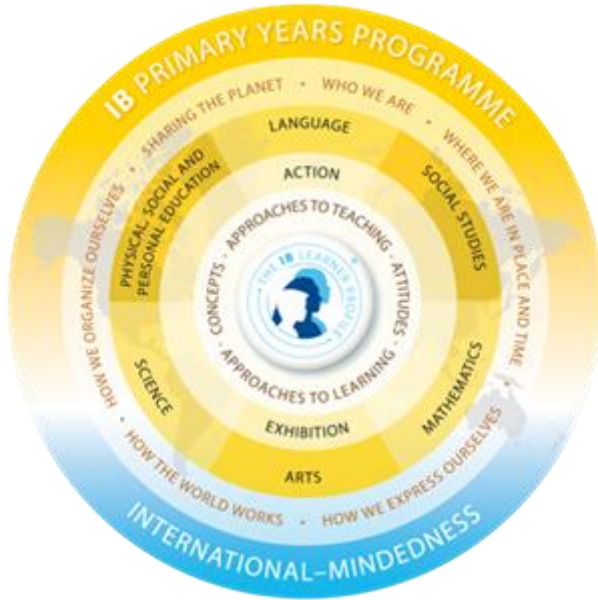 IB PRIMARY YEARS PROGRAMME
SHARING THE PLANET • WHO WE ARE • WHERE WE ARE IN PLACE AND TIME • HOW WE EXPRESS OURSELVES • HOW THE WORLD WORKS • HOW WE ORGANIZE OURSELVES •
LANGUAGE
SOCIAL STUDIES
MATHEMATICS
ARTS
SCIENCE
PHYSICAL, SOCIAL AND
PERSONAL EDUCATION
ACTION
EXHIBITION
APPROACHES TO TEACHING • ATTITUDES • APPROACHES TO LEARNING • CONCEPTS •
THE IB LEARNER PROFILE
INTERNATIONAL–MINDEDNESS